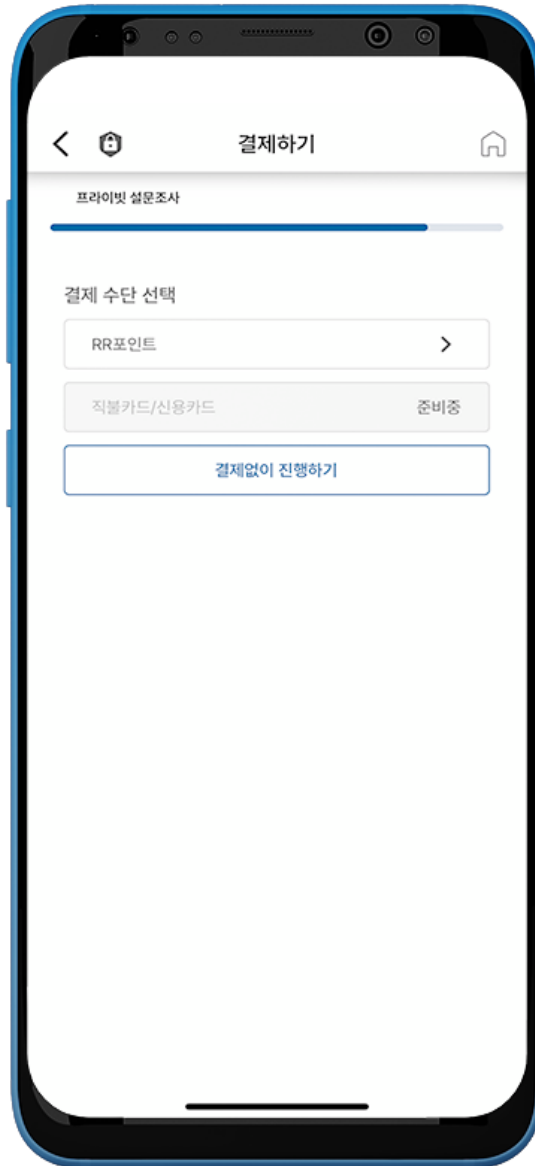 결제하기
프라이빗 설문조사
결제 수단 선택
RR포인트
직불카드/신용카드 준비중
결제없이 진행하기